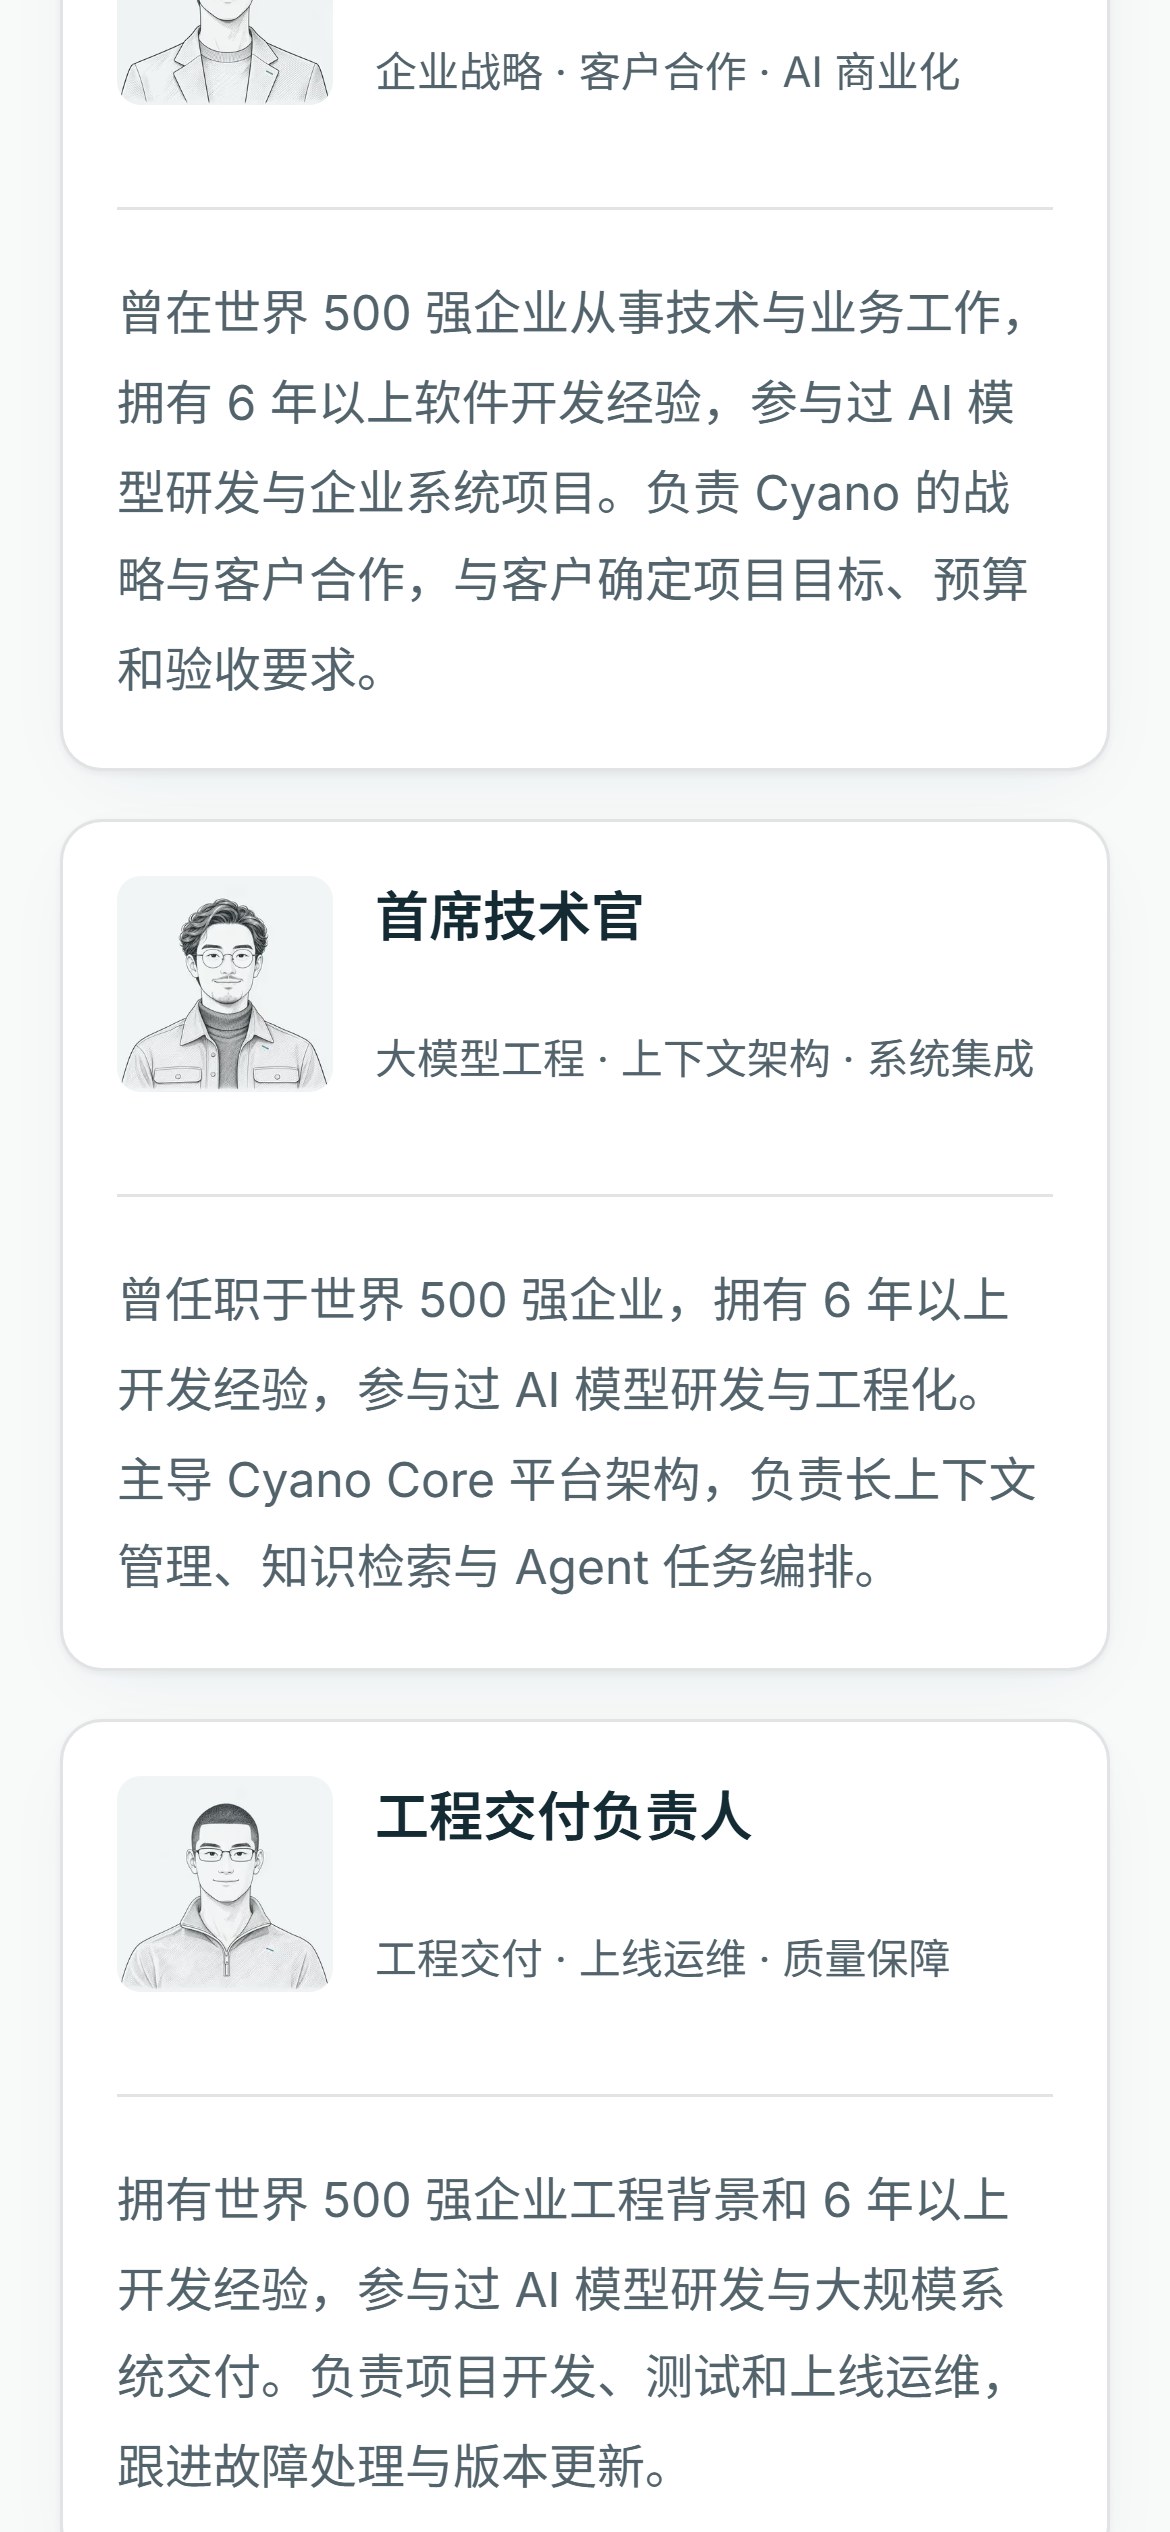 企业战略 · 客户合作 · AI 商业化
曾在世界 500 强企业从事技术与业务工作，
拥有 6 年以上软件开发经验，参与过 AI 模
型研发与企业系统项目。负责 Cyano 的战
略与客户合作，与客户确定项目目标、预算
和验收要求。
首席技术官
大模型工程 · 上下文架构 · 系统集成
曾任职于世界 500 强企业，拥有 6 年以上
开发经验，参与过 AI 模型研发与工程化。
主导 Cyano Core 平台架构，负责长上下文
管理、知识检索与 Agent 任务编排。
工程交付负责人
工程交付 · 上线运维 · 质量保障
拥有世界 500 强企业工程背景和 6 年以上
开发经验，参与过 AI 模型研发与大规模系
统交付。负责项目开发、测试和上线运维，
跟进故障处理与版本更新。